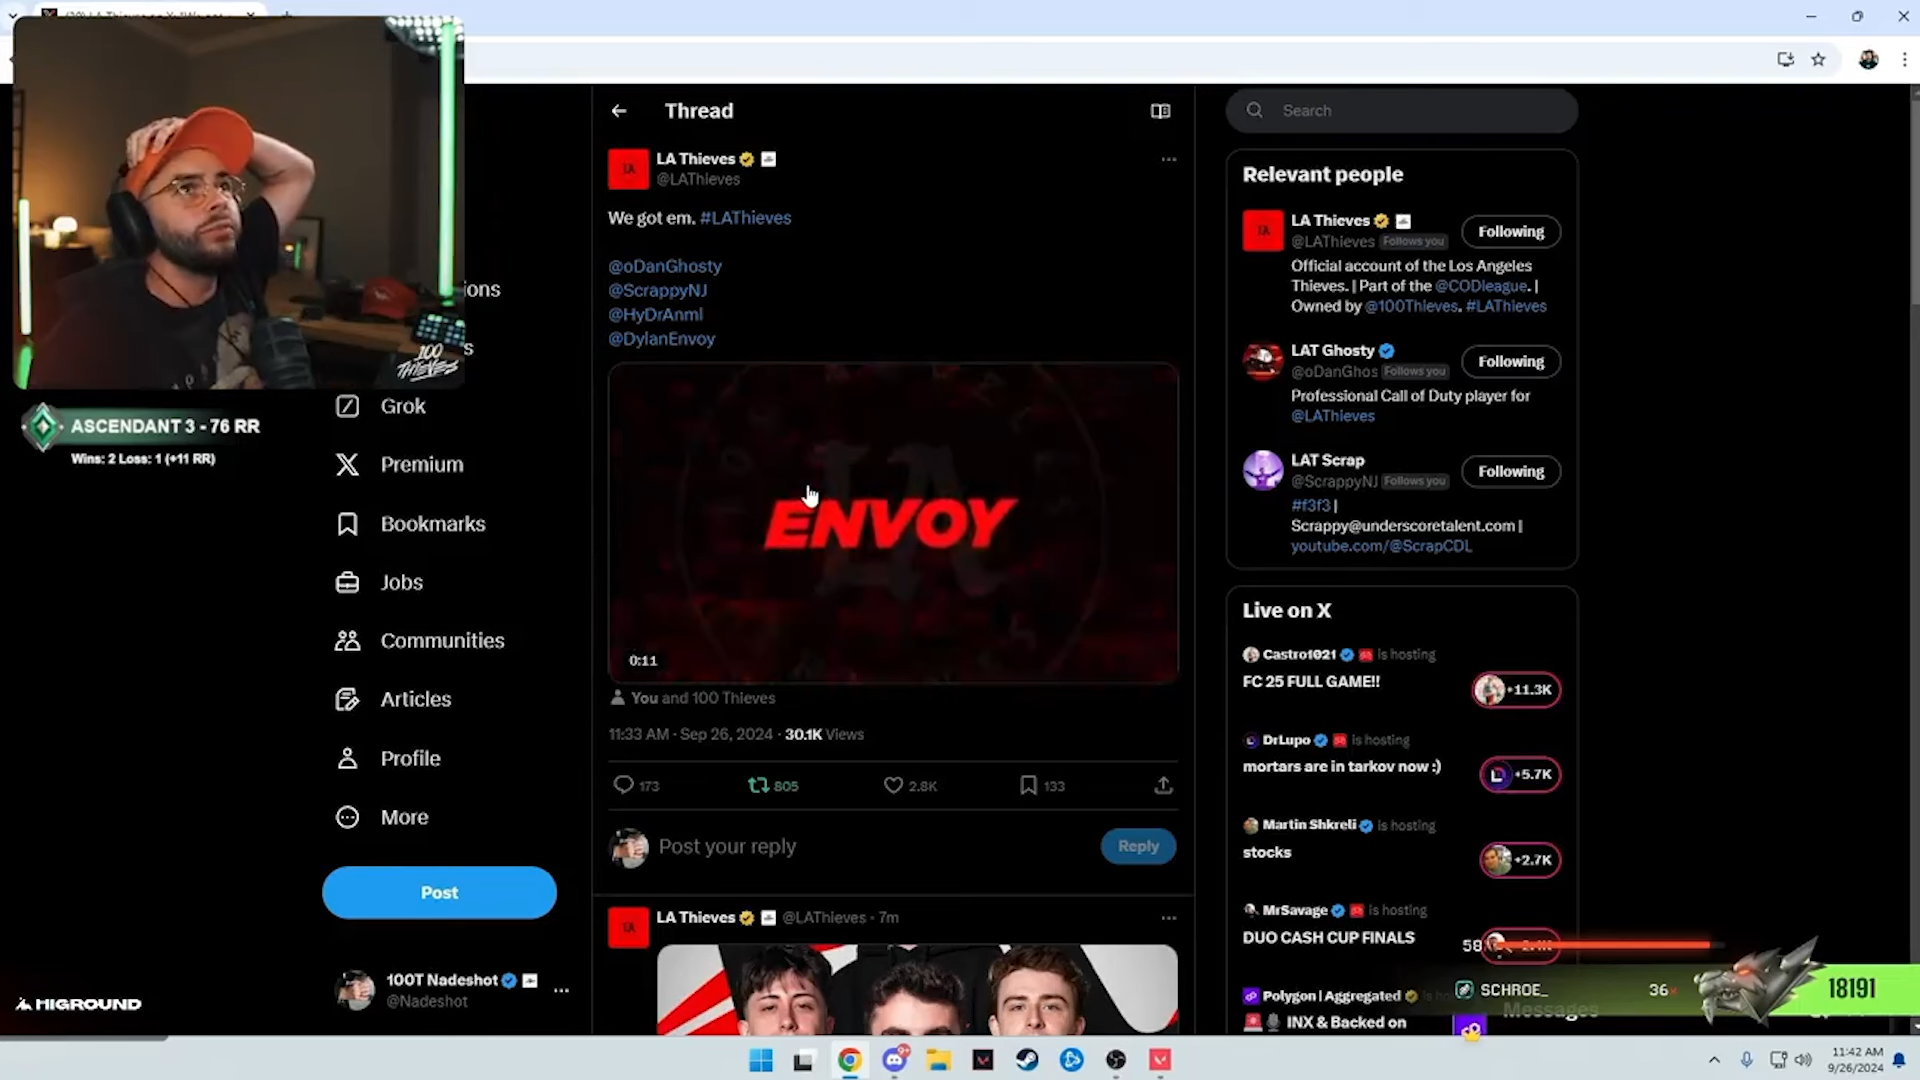 Thread
Search
LA Thieves
@LAThieves
We got em. #LAThieves
@oDanGhosty
@ScrappyNJ
@HyDrAnml
@DylanEnvoy
ENVOY
0:11
You and 100 Thieves
11:33 AM · Sep 26, 2024 · 30.1K Views
173
805
2.8K
133
Post your reply
Reply
LA Thieves @LAThieves · 7m
100
THIEVES
ASCENDANT 3 - 76 RR
Wins: 2 Loss: 1 (+11 RR)
Grok
Premium
Bookmarks
Jobs
Communities
Articles
Profile
More
Post
100T Nadeshot
@Nadeshot
HIGROUND
Relevant people
LA Thieves
@LAThieves Follows you
Following
Official account of the Los Angeles
Thieves. | Part of the @CODleague. |
Owned by @100Thieves. #LAThieves
LAT Ghosty
@oDanGhos Follows you
Following
Professional Call of Duty player for
@LAThieves
LAT Scrap
@ScrappyNJ Follows you
Following
#f3f3 |
Scrappy@underscoretalent.com |
youtube.com/@ScrapCDL
Live on X
Castro1021 is hosting
FC 25 FULL GAME!!
+11.3K
DrLupo is hosting
mortars are in tarkov now :)
+5.7K
Martin Shkreli is hosting
stocks
+2.7K
MrSavage is hosting
DUO CASH CUP FINALS
Polygon | Aggregated
INX & Backed on
SCHROE_
36x
18191
Messages
11:42 AM
9/26/2024